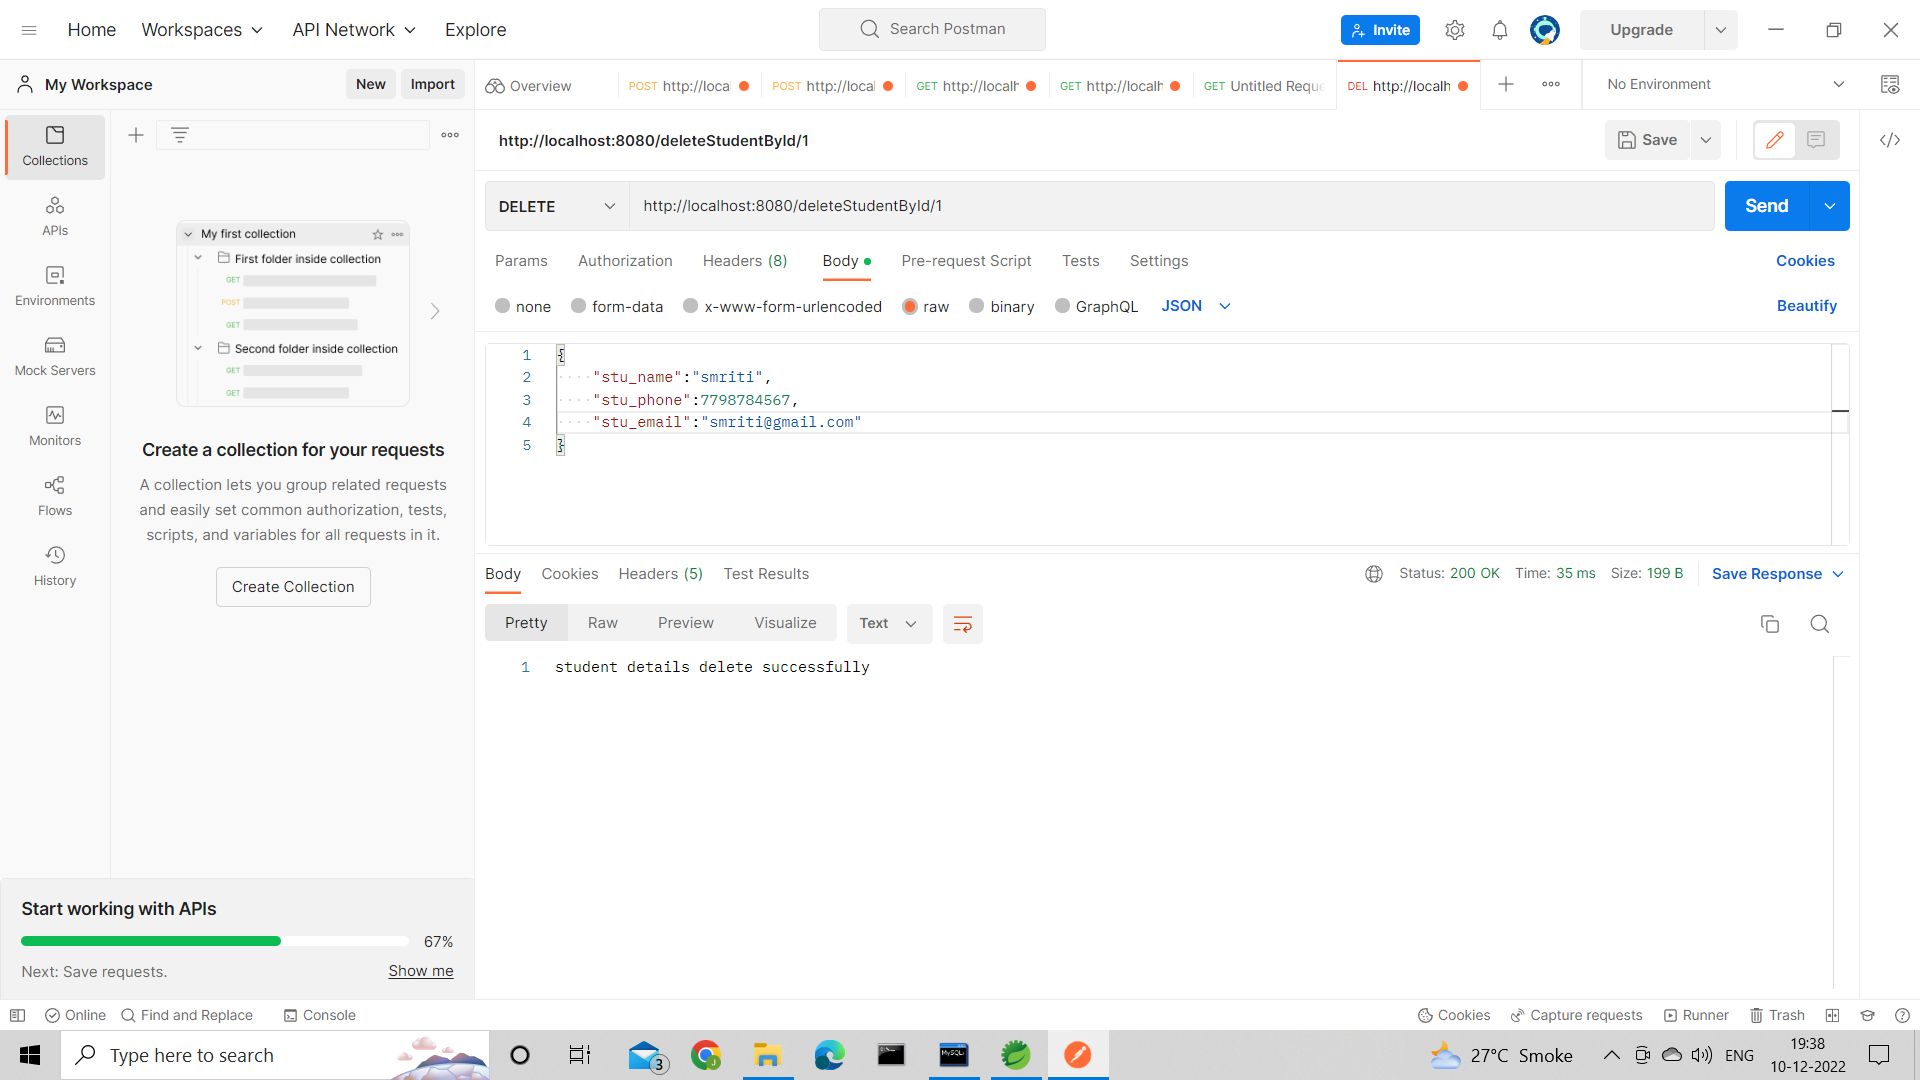 Home Workspaces API Network Explore Search Postman Invite Upgrade
My Workspace New Import Overview POST http://local POST http://local GET http://localh GET http://localh GET Untitled Reque DEL http://localh No Environment
Collections
APIs
Environments
Mock Servers
Monitors
Flows
History
My first collection
First folder inside collection
GET
POST
GET
Second folder inside collection
GET
GET
Create a collection for your requests
A collection lets you group related requests
and easily set common authorization, tests,
scripts, and variables for all requests in it.
Create Collection
Start working with APIs
67%
Next: Save requests. Show me
http://localhost:8080/deleteStudentById/1 Save
DELETE http://localhost:8080/deleteStudentById/1 Send
Params Authorization Headers (8) Body Pre-request Script Tests Settings Cookies
none form-data x-www-form-urlencoded raw binary GraphQL JSON Beautify
1 {
2 "stu_name":"smriti",
3 "stu_phone":7798784567,
4 "stu_email":"smriti@gmail.com"
5 }
Body Cookies Headers (5) Test Results Status: 200 OK Time: 35 ms Size: 199 B Save Response
Pretty Raw Preview Visualize Text
1 student details delete successfully
Online Find and Replace Console Cookies Capture requests Runner Trash
Type here to search 3 MySQL 27°C Smoke ENG 19:38
10-12-2022